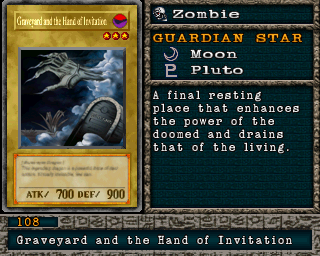 Graveyard and the Hand of Invitation
ATK/ 700 DEF/ 900
Zombie
GUARDIAN STAR
Moon
Pluto
A final resting
place that enhances
the power of the
doomed and drains
that of the living.
108
Graveyard and the Hand of Invitation